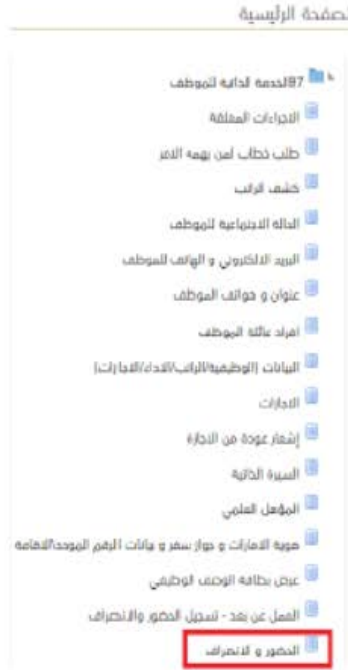 الصفحة الرئيسية
97الخدمة الذاتية للموظف
الاجراءات المعلقة
طلب خطاب لمن يهمه الامر
كشف الراتب
الحالة الاجتماعية للموظف
البريد الالكتروني و الهاتف للموظف
عنوان و هواتف الموظف
افراد عائلة الموظف
البيانات (الوظيفية/الراتب/الاداء/الاجازات)
الاجازات
إشعار عودة من الاجازة
السيرة الذاتية
المؤهل العلمي
هوية الامارات و جواز سفر و بيانات الرقم الموحد/الاقامة
عرض بطاقة الوصف الوظيفي
العمل عن بعد - تسجيل الحضور والانصراف
الحضور و الانصراف